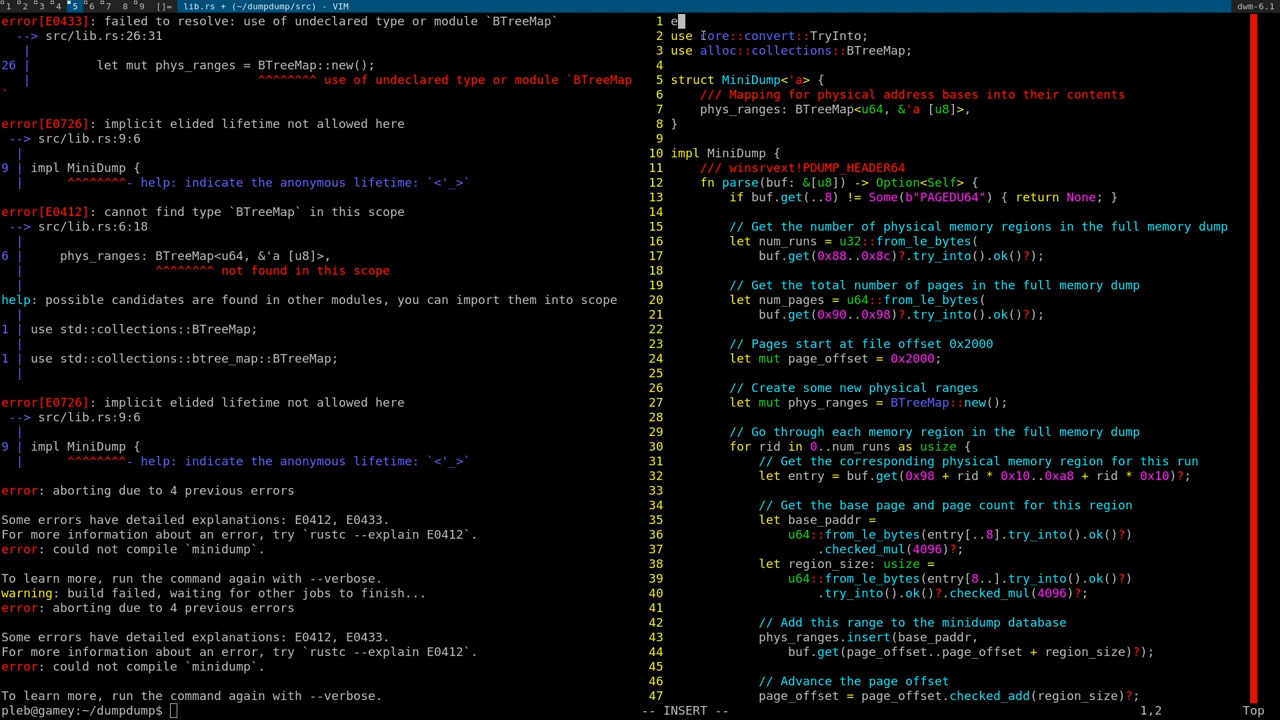 1 2 3 4 5 6 7 8 9 []= lib.rs + (~/dumpdump/src) - VIM dwm-6.1
error[E0433]: failed to resolve: use of undeclared type or module `BTreeMap`
--> src/lib.rs:26:31
|
26 | let mut phys_ranges = BTreeMap::new();
| ^^^^^^^^ use of undeclared type or module `BTreeMap
`
error[E0726]: implicit elided lifetime not allowed here
--> src/lib.rs:9:6
|
9 | impl MiniDump {
| ^^^^^^^^- help: indicate the anonymous lifetime: `<'_>`
error[E0412]: cannot find type `BTreeMap` in this scope
--> src/lib.rs:6:18
|
6 | phys_ranges: BTreeMap<u64, &'a [u8]>,
| ^^^^^^^^ not found in this scope
|
help: possible candidates are found in other modules, you can import them into scope
|
1 | use std::collections::BTreeMap;
|
1 | use std::collections::btree_map::BTreeMap;
|
error[E0726]: implicit elided lifetime not allowed here
--> src/lib.rs:9:6
|
9 | impl MiniDump {
| ^^^^^^^^- help: indicate the anonymous lifetime: `<'_>`
error: aborting due to 4 previous errors
Some errors have detailed explanations: E0412, E0433.
For more information about an error, try `rustc --explain E0412`.
error: could not compile `minidump`.
To learn more, run the command again with --verbose.
warning: build failed, waiting for other jobs to finish...
error: aborting due to 4 previous errors
Some errors have detailed explanations: E0412, E0433.
For more information about an error, try `rustc --explain E0412`.
error: could not compile `minidump`.
To learn more, run the command again with --verbose.
pleb@gamey:~/dumpdump$
1 e
2 use core::convert::TryInto;
3 use alloc::collections::BTreeMap;
4
5 struct MiniDump<'a> {
6 /// Mapping for physical address bases into their contents
7 phys_ranges: BTreeMap<u64, &'a [u8]>,
8 }
9
10 impl MiniDump {
11 /// winsrvext!PDUMP_HEADER64
12 fn parse(buf: &[u8]) -> Option<Self> {
13 if buf.get(..8) != Some(b"PAGEDU64") { return None; }
14
15 // Get the number of physical memory regions in the full memory dump
16 let num_runs = u32::from_le_bytes(
17 buf.get(0x88..0x8c)?.try_into().ok()?);
18
19 // Get the total number of pages in the full memory dump
20 let num_pages = u64::from_le_bytes(
21 buf.get(0x90..0x98)?.try_into().ok()?);
22
23 // Pages start at file offset 0x2000
24 let mut page_offset = 0x2000;
25
26 // Create some new physical ranges
27 let mut phys_ranges = BTreeMap::new();
28
29 // Go through each memory region in the full memory dump
30 for rid in 0..num_runs as usize {
31 // Get the corresponding physical memory region for this run
32 let entry = buf.get(0x98 + rid * 0x10..0xa8 + rid * 0x10)?;
33
34 // Get the base page and page count for this region
35 let base_paddr =
36 u64::from_le_bytes(entry[..8].try_into().ok()?)
37 .checked_mul(4096)?;
38 let region_size: usize =
39 u64::from_le_bytes(entry[8..].try_into().ok()?)
40 .try_into().ok()?.checked_mul(4096)?;
41
42 // Add this range to the minidump database
43 phys_ranges.insert(base_paddr,
44 buf.get(page_offset..page_offset + region_size)?);
45
46 // Advance the page offset
47 page_offset = page_offset.checked_add(region_size)?;
-- INSERT -- 1,2 Top